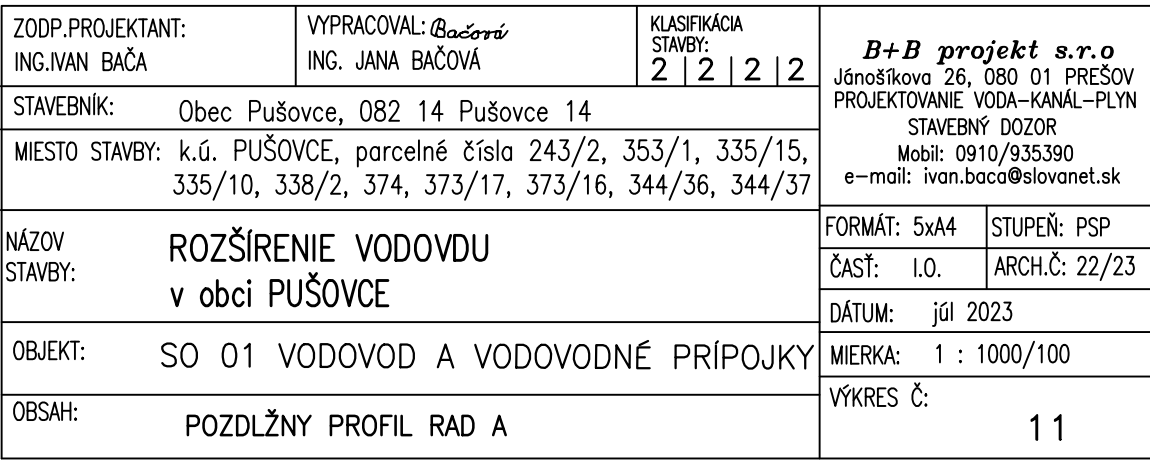 ZODP.PROJEKTANT:
ING.IVAN BAČA
VYPRACOVAL: Bačová
ING. JANA BAČOVÁ
KLASIFIKÁCIA
STAVBY:
2 | 2 | 2 | 2
STAVEBNÍK: Obec Pušovce, 082 14 Pušovce 14
MIESTO STAVBY: k.ú. PUŠOVCE, parcelné čísla 243/2, 353/1, 335/15,
335/10, 338/2, 374, 373/17, 373/16, 344/36, 344/37
NÁZOV
STAVBY:
ROZŠÍRENIE VODOVDU
v obci PUŠOVCE
OBJEKT: SO 01 VODOVOD A VODOVODNÉ PRÍPOJKY
OBSAH: POZDLŽNY PROFIL RAD A
B+B projekt s.r.o
Jánošíkova 26, 080 01 PREŠOV
PROJEKTOVANIE VODA-KANÁL-PLYN
STAVEBNÝ DOZOR
Mobil: 0910/935390
e-mail: ivan.baca@slovanet.sk
FORMÁT: 5xA4
STUPEŇ: PSP
ČASŤ: I.O.
ARCH.Č: 22/23
DÁTUM: júl 2023
MIERKA: 1 : 1000/100
VÝKRES Č:
11